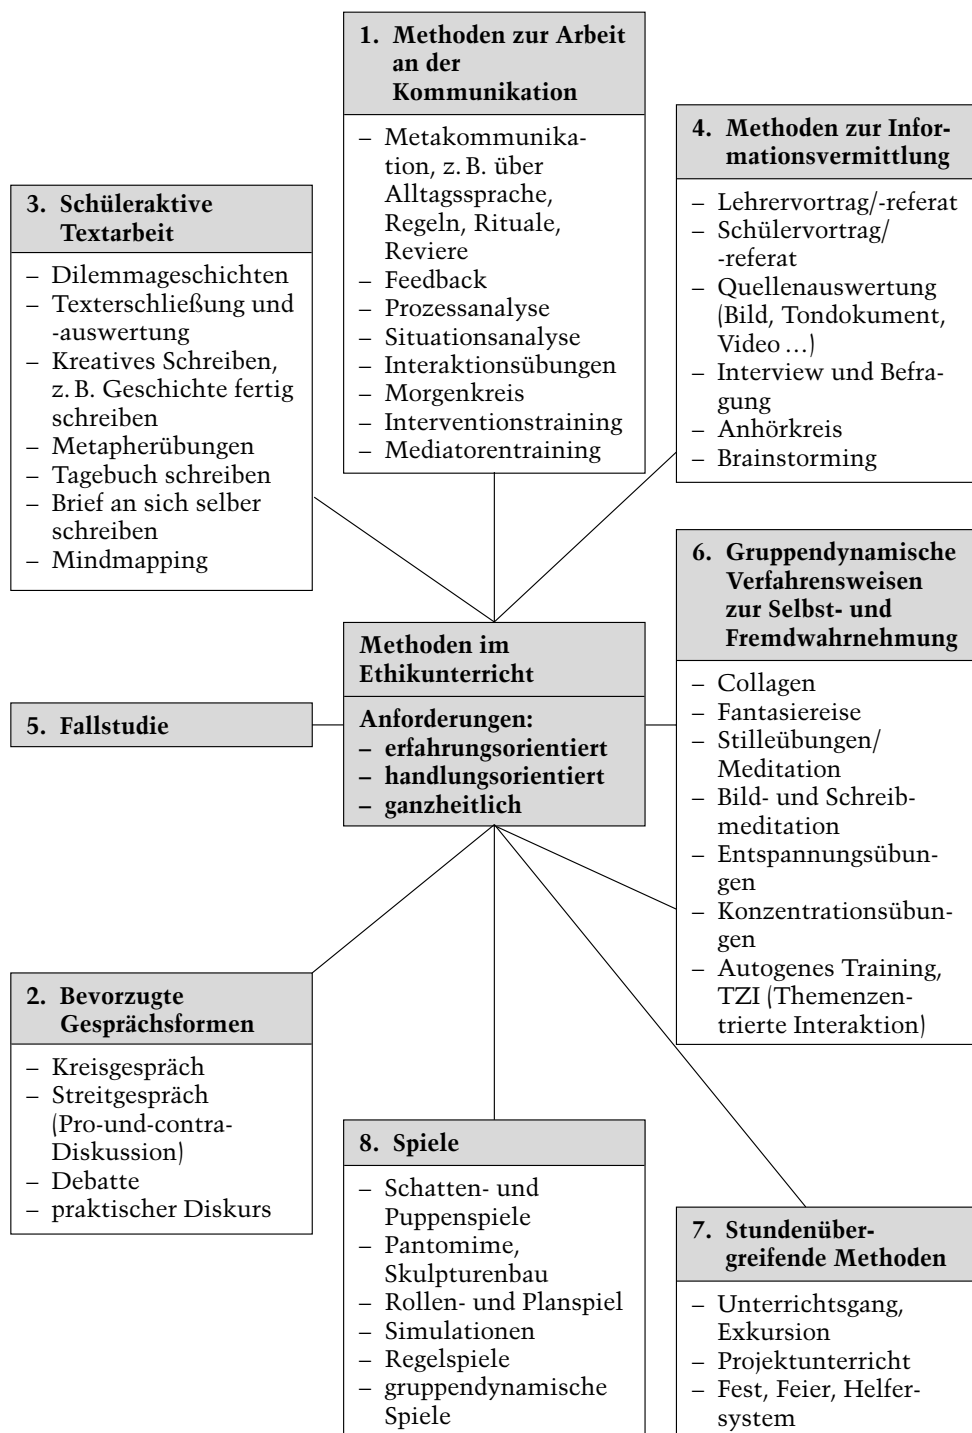 1. Methoden zur Arbeit
an der
Kommunikation
– Metakommunika-
tion, z. B. über
Alltagssprache,
Regeln, Rituale,
Reviere
– Feedback
– Prozessanalyse
– Situationsanalyse
– Interaktionsübungen
– Morgenkreis
– Interventionstraining
– Mediatorentraining
4. Methoden zur Infor-
mationsvermittlung
– Lehrervortrag/-referat
– Schülervortrag/
-referat
– Quellenauswertung
(Bild, Tondokument,
Video …)
– Interview und Befra-
gung
– Anhörkreis
– Brainstorming
3. Schüleraktive
Textarbeit
– Dilemmageschichten
– Texterschließung und
-auswertung
– Kreatives Schreiben,
z. B. Geschichte fertig
schreiben
– Metapherübungen
– Tagebuch schreiben
– Brief an sich selber
schreiben
– Mindmapping
6. Gruppendynamische
Verfahrensweisen
zur Selbst- und
Fremdwahrnehmung
– Collagen
– Fantasiereise
– Stilleübungen/
Meditation
– Bild- und Schreib-
meditation
– Entspannungsübun-
gen
– Konzentrationsübun-
gen
– Autogenes Training,
TZI (Themenzen-
trierte Interaktion)
Methoden im
Ethikunterricht
Anforderungen:
– erfahrungsorientiert
– handlungsorientiert
– ganzheitlich
5. Fallstudie
2. Bevorzugte
Gesprächsformen
– Kreisgespräch
– Streitgespräch
(Pro-und-contra-
Diskussion)
– Debatte
– praktischer Diskurs
8. Spiele
– Schatten- und
Puppenspiele
– Pantomime,
Skulpturenbau
– Rollen- und Planspiel
– Simulationen
– Regelspiele
– gruppendynamische
Spiele
7. Stundenüber-
greifende Methoden
– Unterrichtsgang,
Exkursion
– Projektunterricht
– Fest, Feier, Helfer-
system